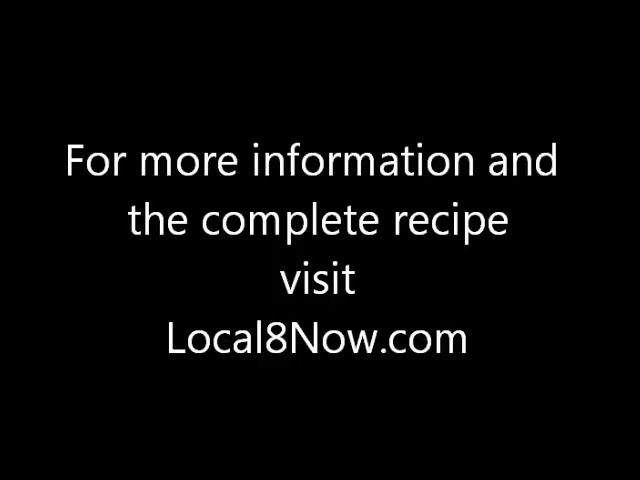 For more information and
the complete recipe
visit
Local8Now.com